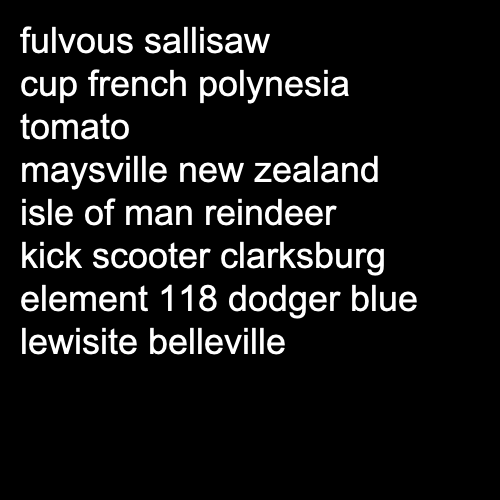 fulvous sallisaw
cup french polynesia
tomato
maysville new zealand
isle of man reindeer
kick scooter clarksburg
element 118 dodger blue
lewisite belleville